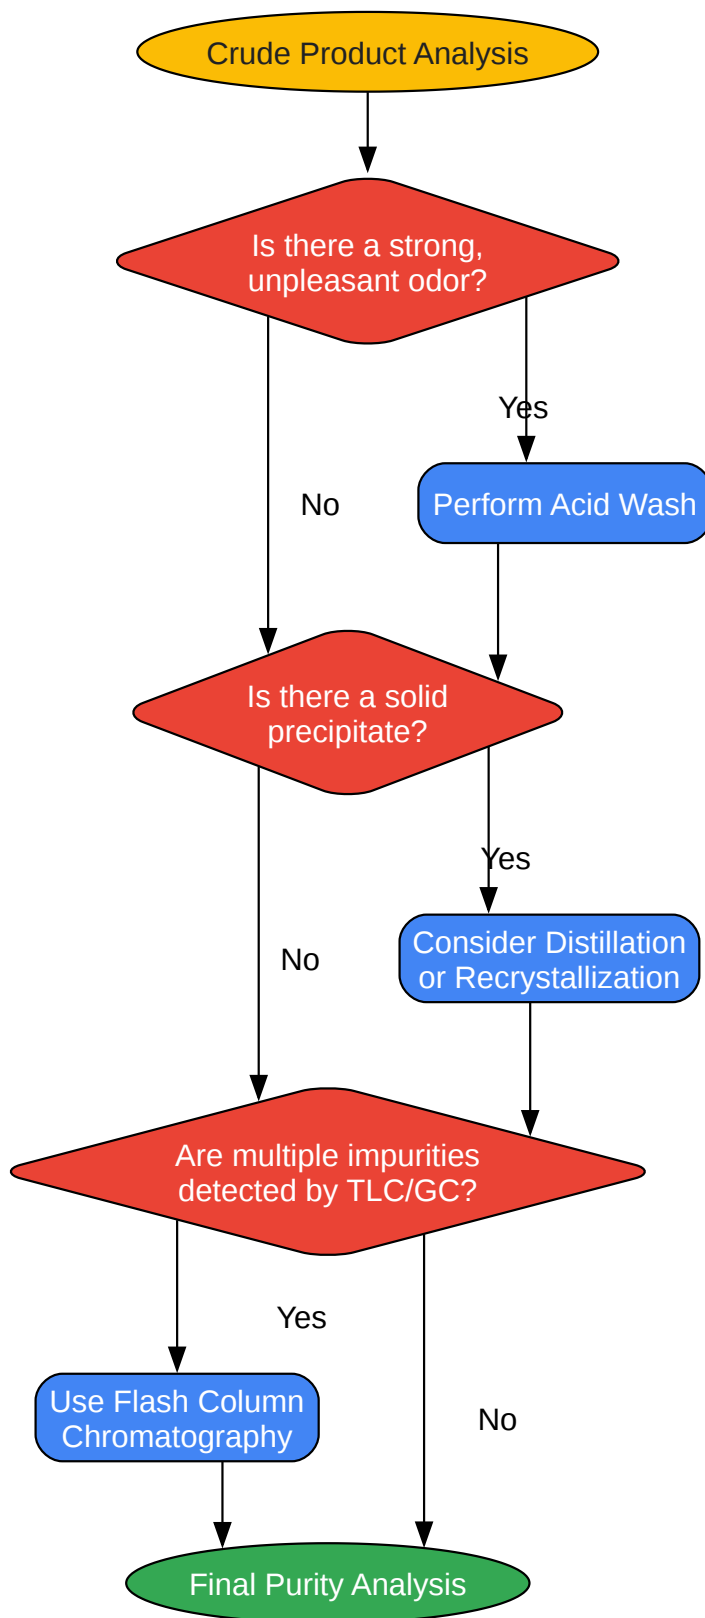 Crude Product Analysis
Is there a strong,
unpleasant odor?
Yes
No
Perform Acid Wash
Is there a solid
precipitate?
Yes
No
Consider Distillation
or Recrystallization
Are multiple impurities
detected by TLC/GC?
Yes
Use Flash Column
Chromatography
No
Final Purity Analysis